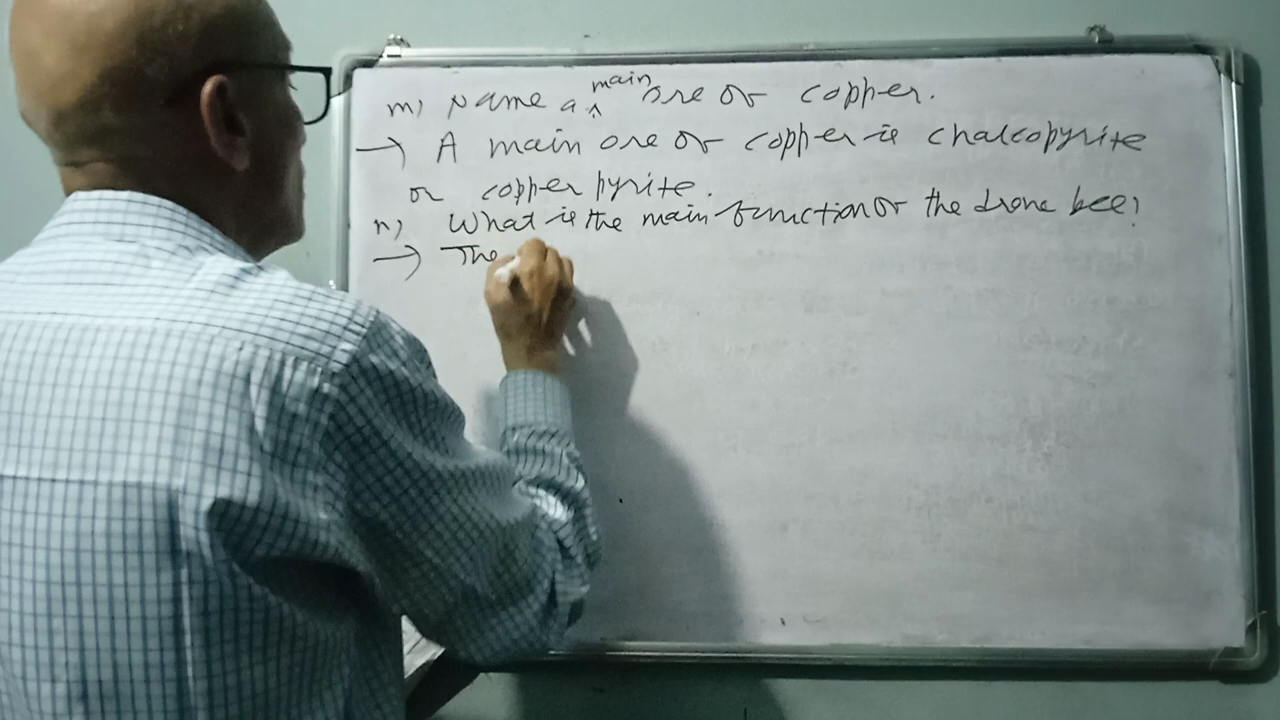 m) Name a main ore of copper.
→ A main ore of copper is chalcopyrite
or copper pyrite.
n) What is the main function of the drone bee?
→ The